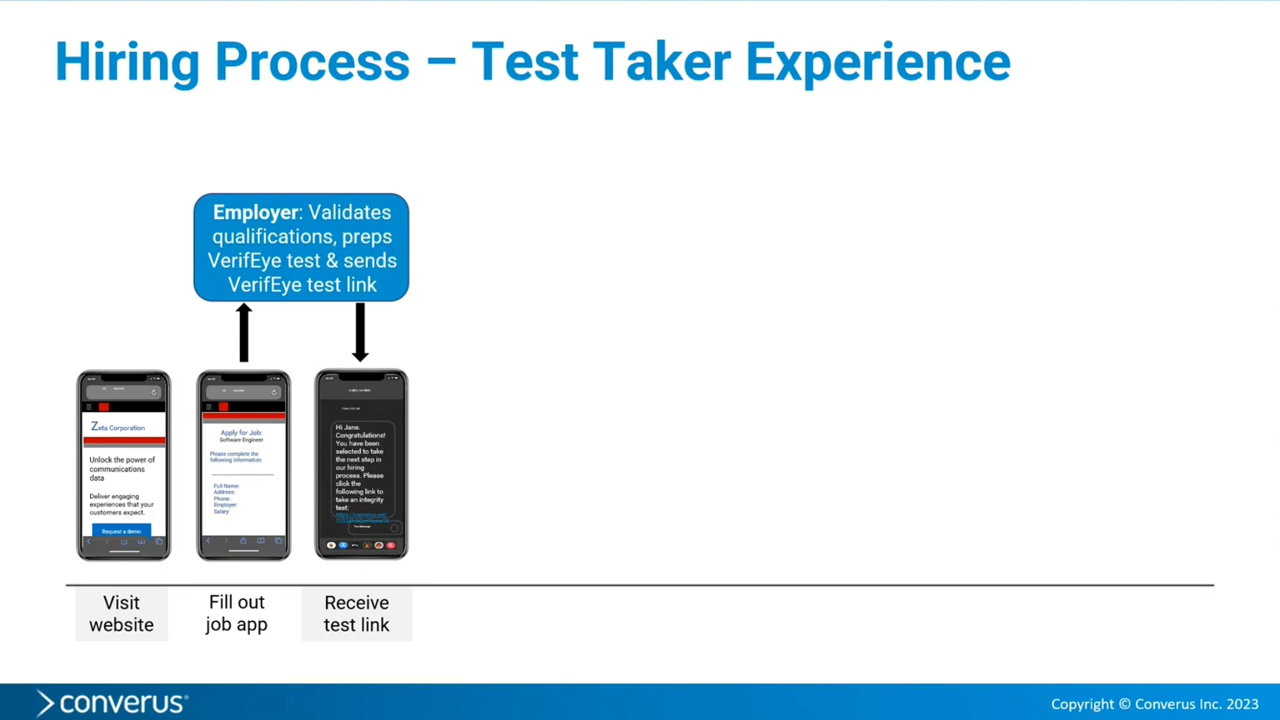 Hiring Process – Test Taker Experience
Employer: Validates
qualifications, preps
VerifEye test & sends
VerifEye test link
Zeta Corporation
Unlock the power of
communications
data
Deliver engaging
experiences that your
customers expect.
Request a demo
Apply for Job:
Software Engineer
Please complete the
following information:
Full Name:
Address:
Phone:
Employer:
Salary:
Hi Jane.
Congratulations!
You have been
selected to take
the next step in
our hiring
process. Please
click the
following link to
take an integrity
test:
Visit
website
Fill out
job app
Receive
test link
converus®
Copyright © Converus Inc. 2023